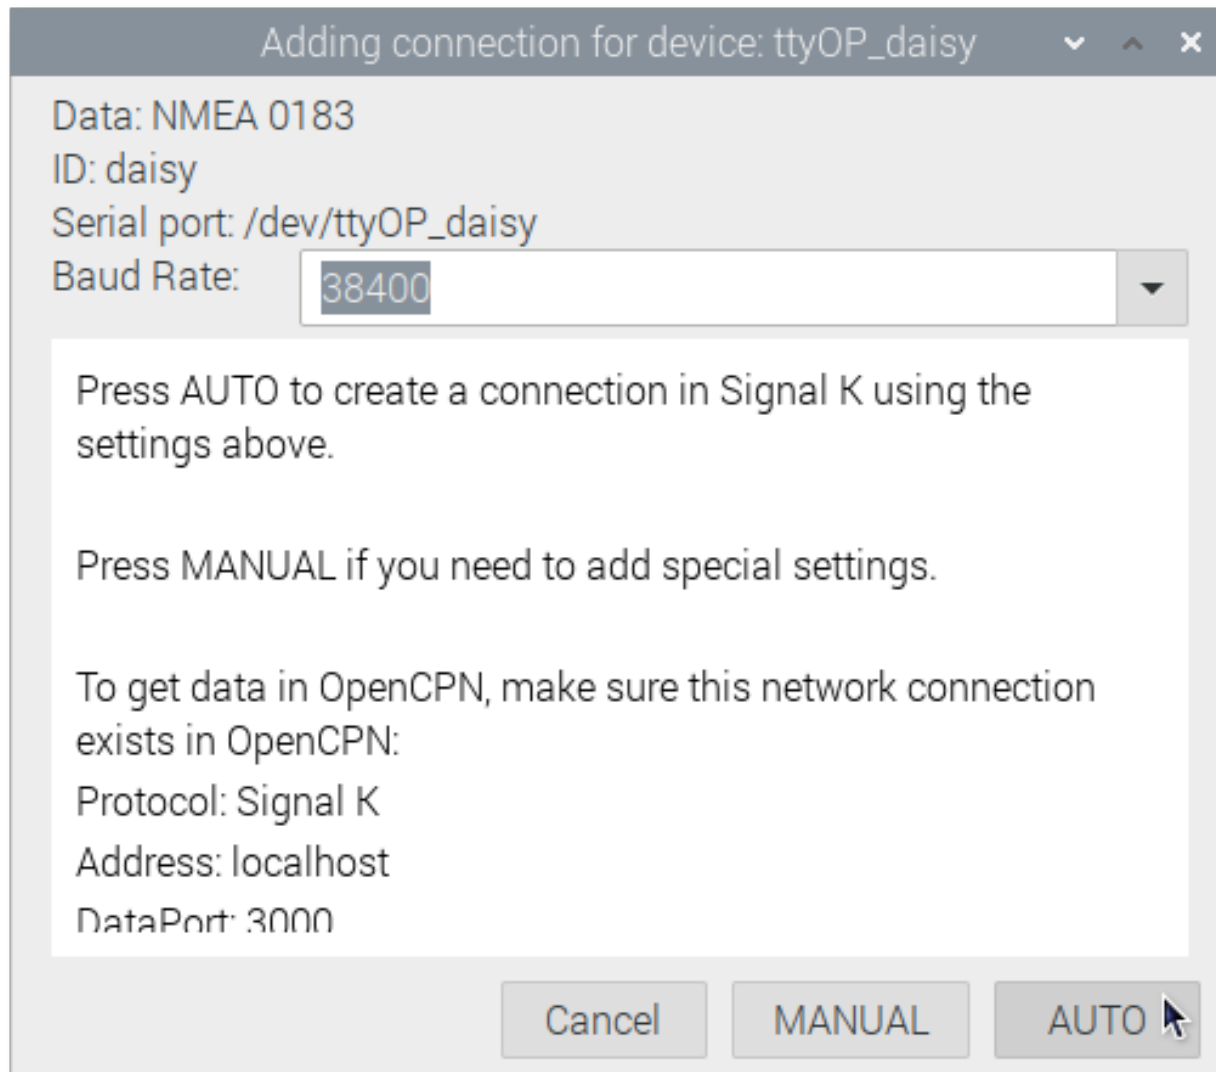 Adding connection for device: ttyOP_daisy
Data: NMEA 0183
ID: daisy
Serial port: /dev/ttyOP_daisy
Baud Rate: 38400
Press AUTO to create a connection in Signal K using the
settings above.
Press MANUAL if you need to add special settings.
To get data in OpenCPN, make sure this network connection
exists in OpenCPN:
Protocol: Signal K
Address: localhost
DataPort: 3000
Cancel MANUAL AUTO